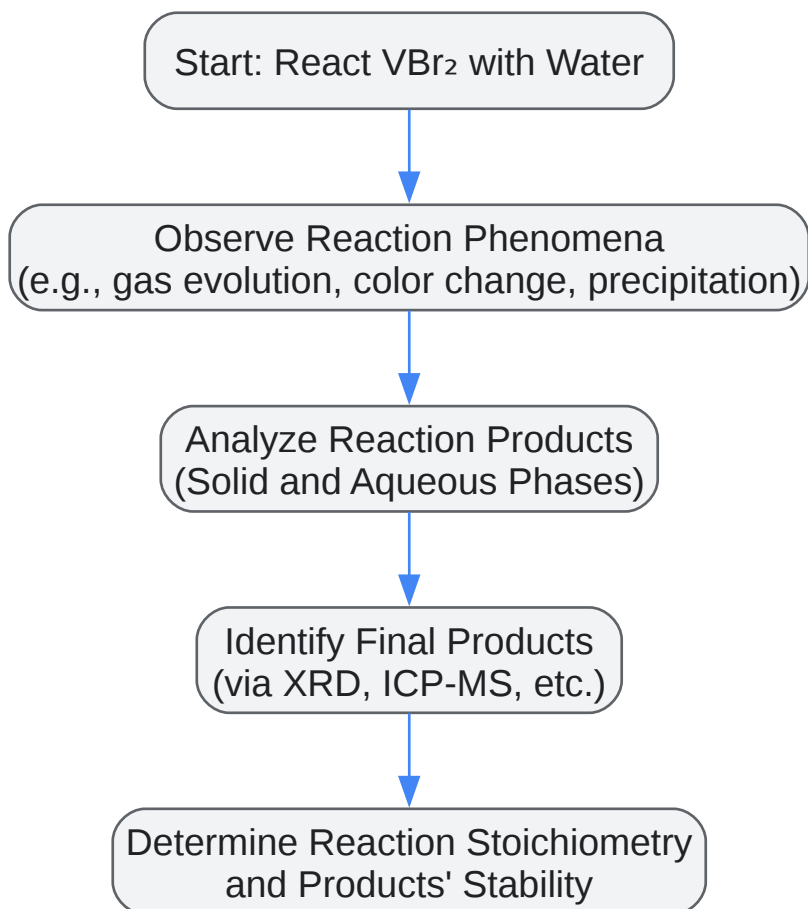 Start: React VBr₂ with Water
Observe Reaction Phenomena
(e.g., gas evolution, color change, precipitation)
Analyze Reaction Products
(Solid and Aqueous Phases)
Identify Final Products
(via XRD, ICP-MS, etc.)
Determine Reaction Stoichiometry
and Products' Stability